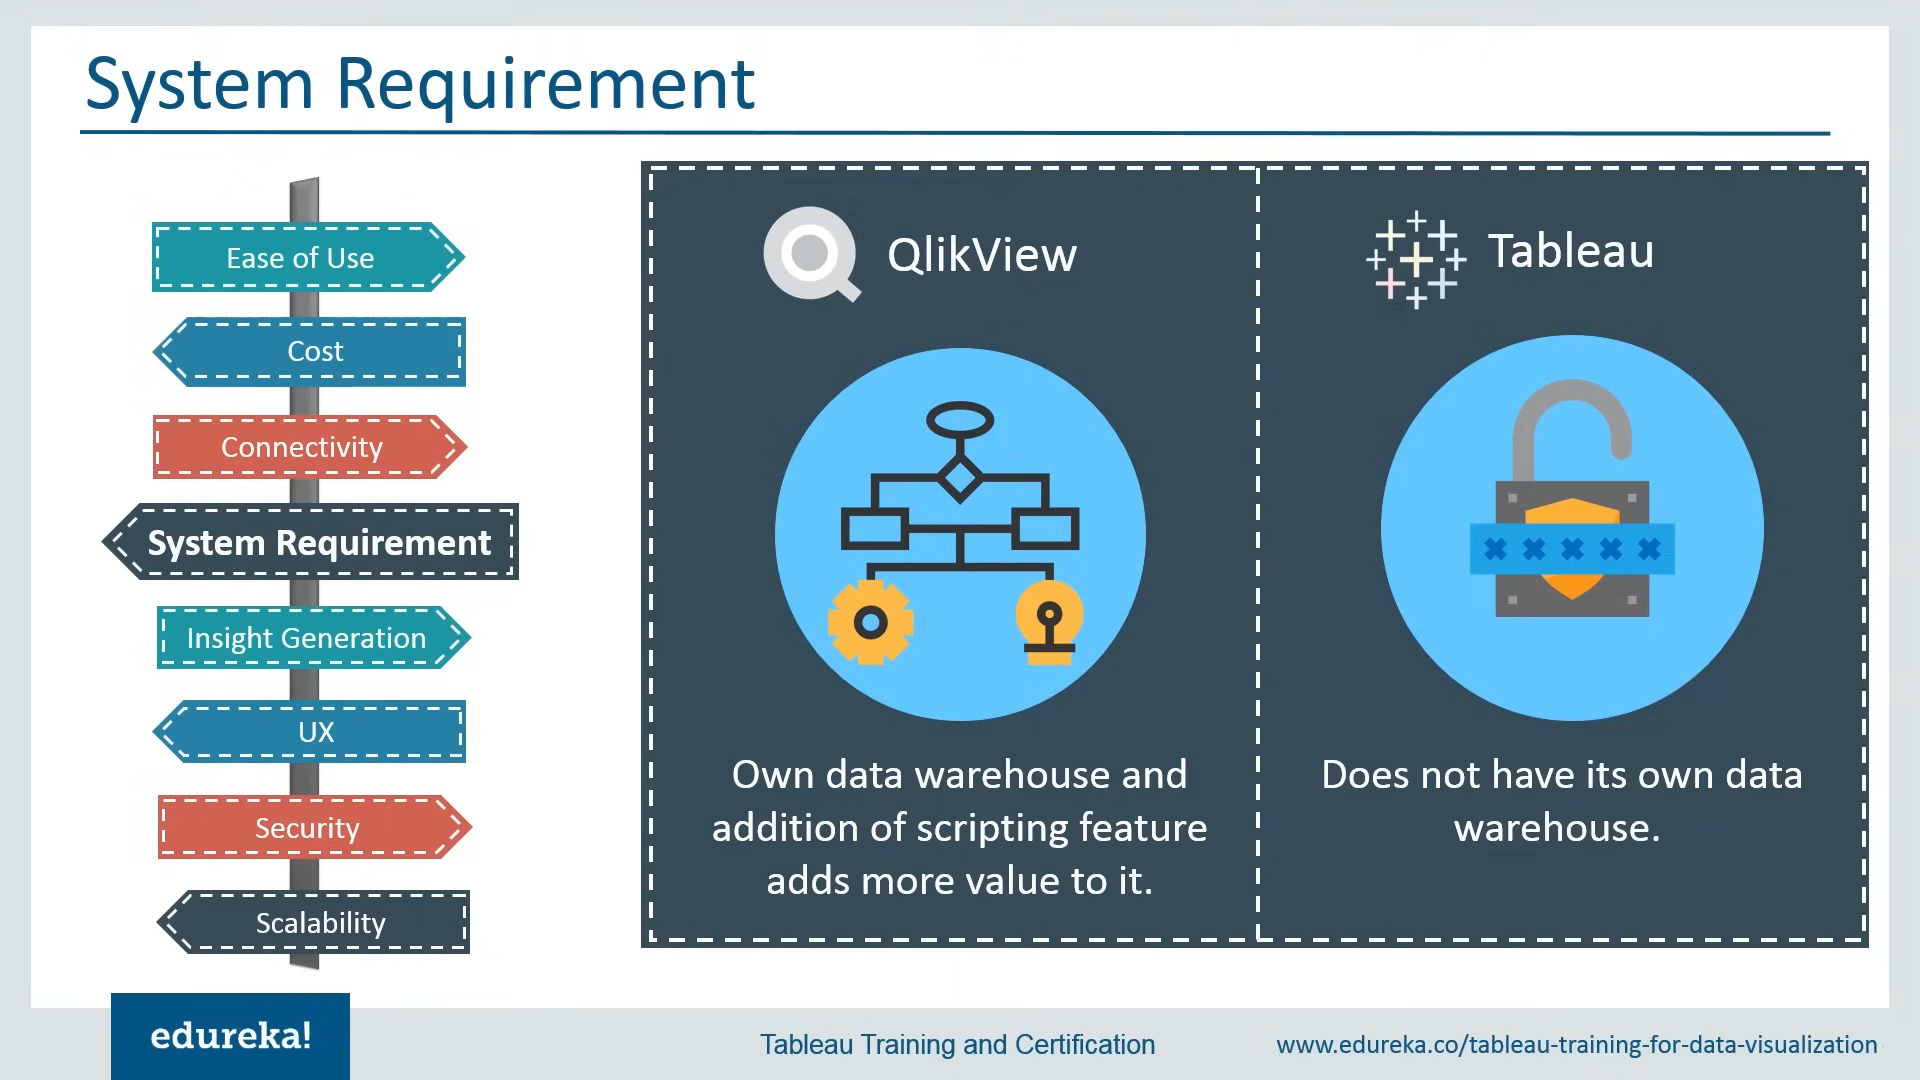 System Requirement
Ease of Use
Cost
Connectivity
System Requirement
Insight Generation
UX
Security
Scalability
QlikView
Own data warehouse and
addition of scripting feature
adds more value to it.
Tableau
Does not have its own data
warehouse.
edureka!
Tableau Training and Certification
www.edureka.co/tableau-training-for-data-visualization